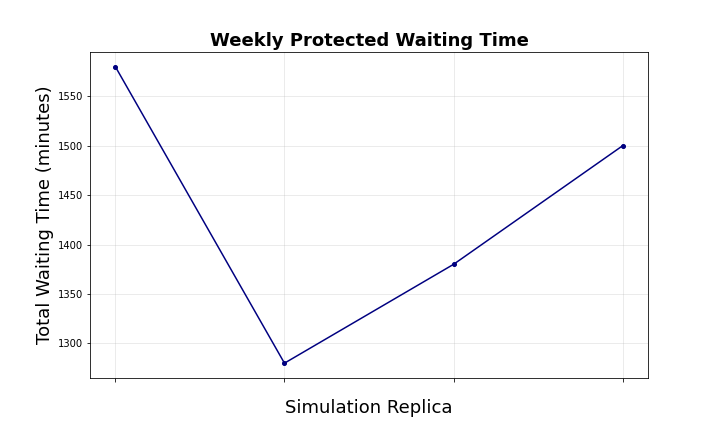 Weekly Protected Waiting Time
Total Waiting Time (minutes)
1550
1500
1450
1400
1350
1300
Simulation Replica